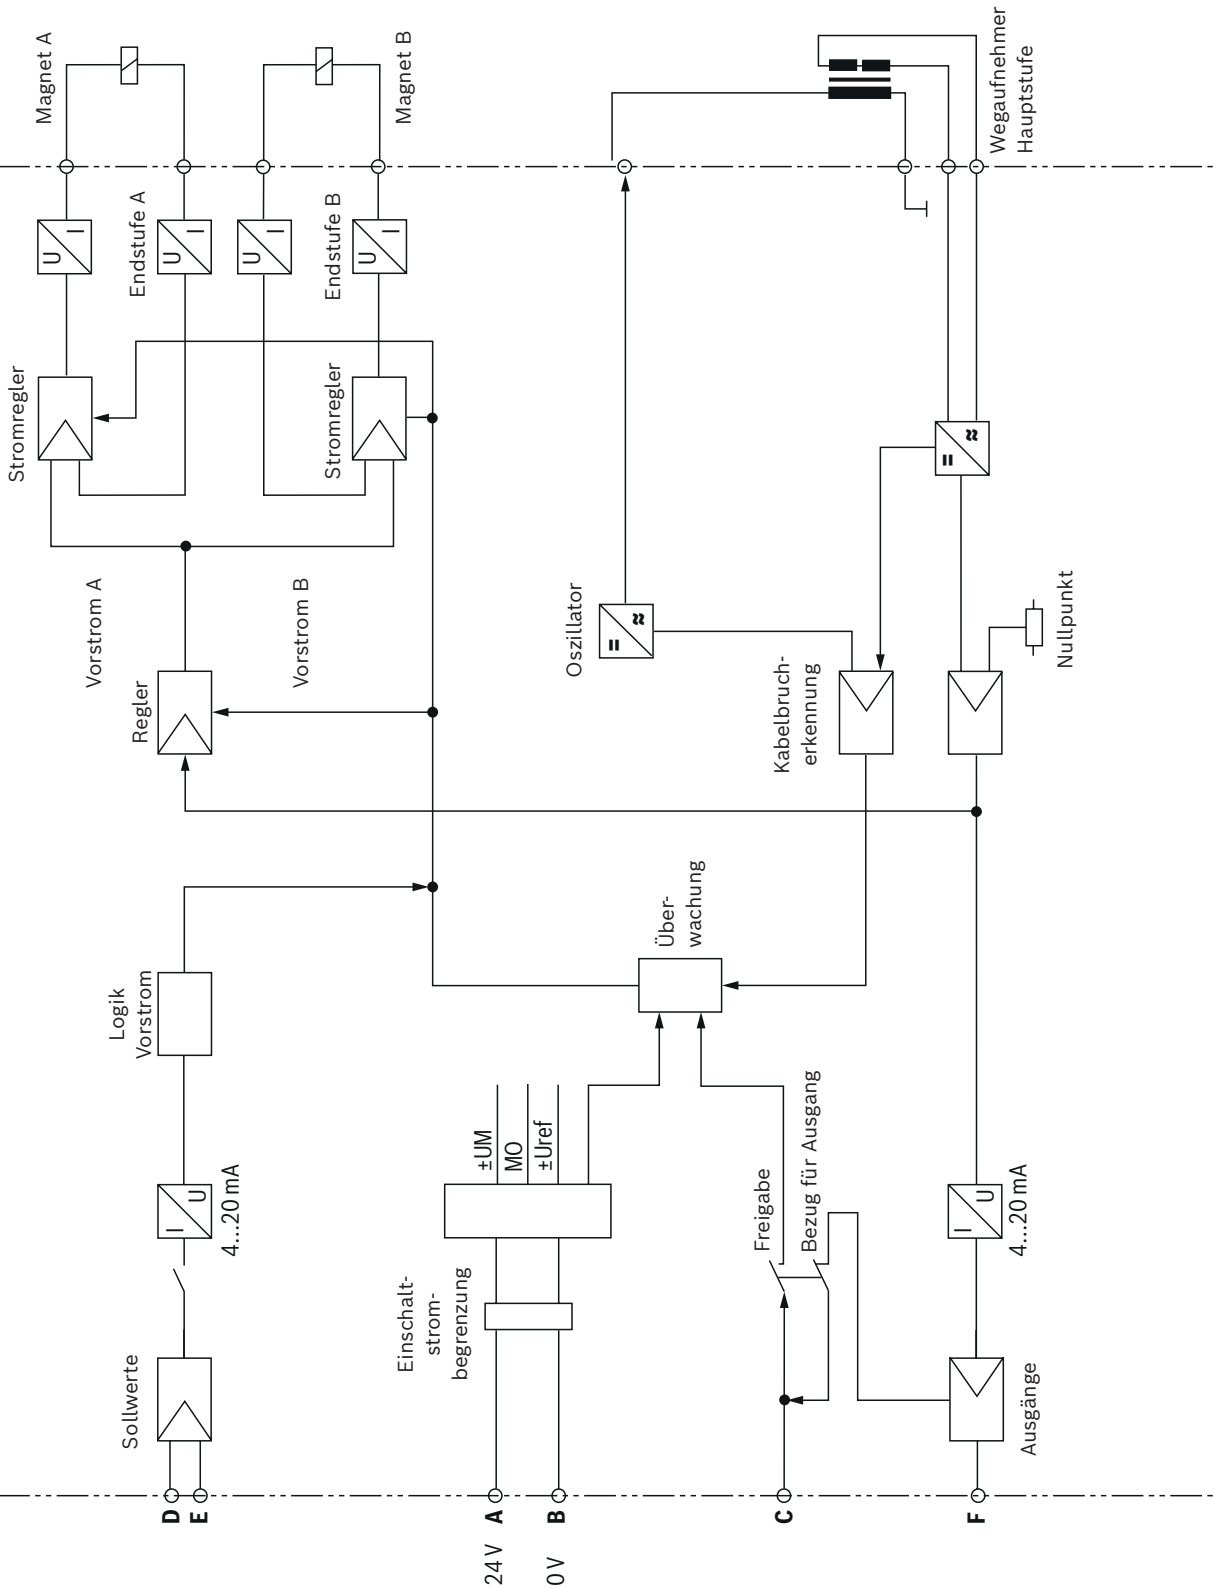 Stromregler
Magnet A
U
I
Vorstrom A
Logik
Vorstrom
Sollwerte
Regler
Endstufe A
D
E
I
U
4...20 mA
U
I
U
I
Vorstrom B
Stromregler
Endstufe B
Magnet B
U
I
Einschalt-
strom-
begrenzung
24 V A
±UM
MO
±Uref
0 V B
Oszillator
Über-
wachung
Freigabe
Bezug für Ausgang
C
Kabelbruch-
erkennung
F
I
U
4...20 mA
Ausgänge
Nullpunkt
Wegaufnehmer
Hauptstufe